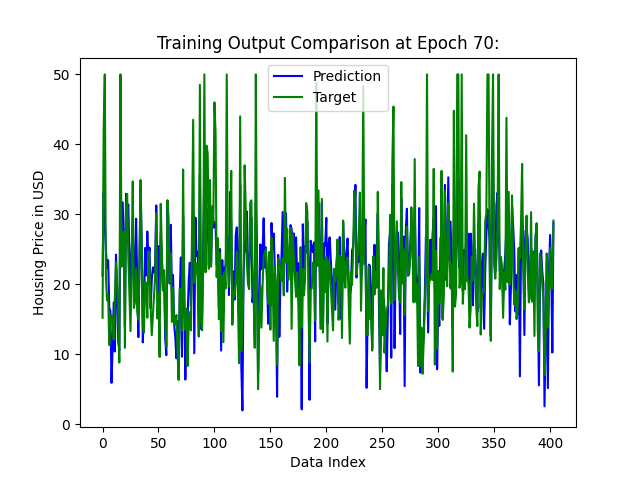 Training Output Comparison at Epoch 70:
Prediction
Target
Housing Price in USD
50
40
30
20
10
0
0 50 100 150 200 250 300 350 400
Data Index